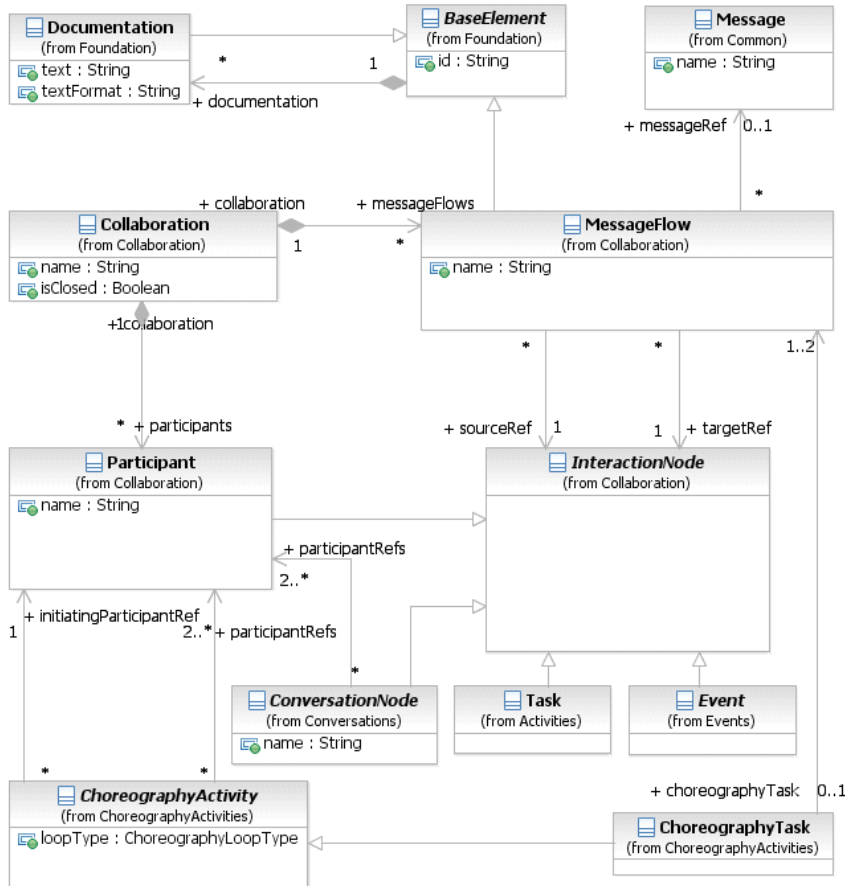 Documentation
(from Foundation)
text : String
textFormat : String
BaseElement
(from Foundation)
id : String
Message
(from Common)
name : String
*
1
+ documentation
+ messageRef
0..1
*
+ collaboration
+ messageFlows
1
*
Collaboration
(from Collaboration)
name : String
isClosed : Boolean
MessageFlow
(from Collaboration)
name : String
+1colaboration
*
*
1..2
* + participants
+ sourceRef
1
1
+ targetRef
Participant
(from Collaboration)
name : String
InteractionNode
(from Collaboration)
+ participantRefs
2..*
+ initiatingParticipantRef
1
2..*
+ participantRefs
*
ConversationNode
(from Conversations)
name : String
Task
(from Activities)
Event
(from Events)
*
*
+ choreographyTask
0..1
ChoreographyActivity
(from ChoreographyActivities)
loopType : ChoreographyLoopType
ChoreographyTask
(from ChoreographyActivities)